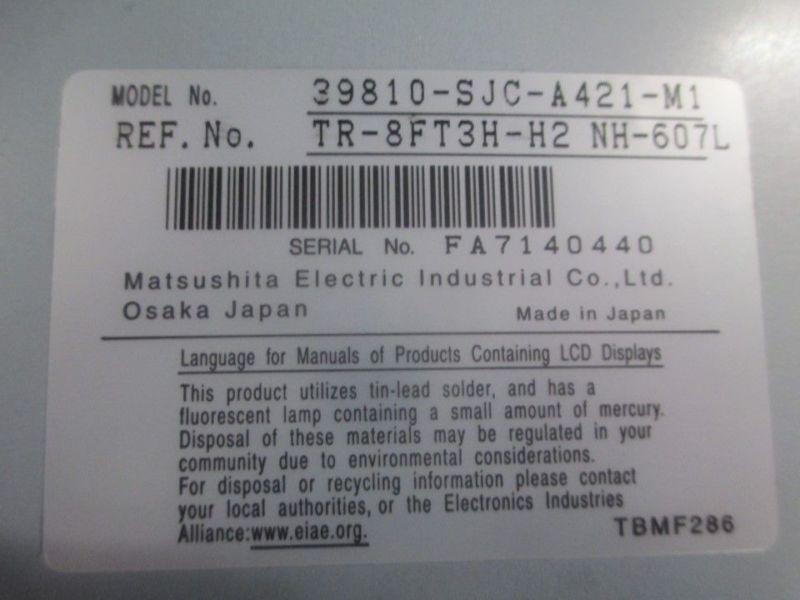 MODEL No. 39810-SJC-A421-M1
REF. No. TR-8FT3H-H2 NH-607L
SERIAL No. FA7140440
Matsushita Electric Industrial Co.,Ltd.
Osaka Japan Made in Japan
Language for Manuals of Products Containing LCD Displays
This product utilizes tin-lead solder, and has a
fluorescent lamp containing a small amount of mercury.
Disposal of these materials may be regulated in your
community due to environmental considerations.
For disposal or recycling information please contact
your local authorities, or the Electronics Industries
Alliance:www.eiae.org.
TBMF286